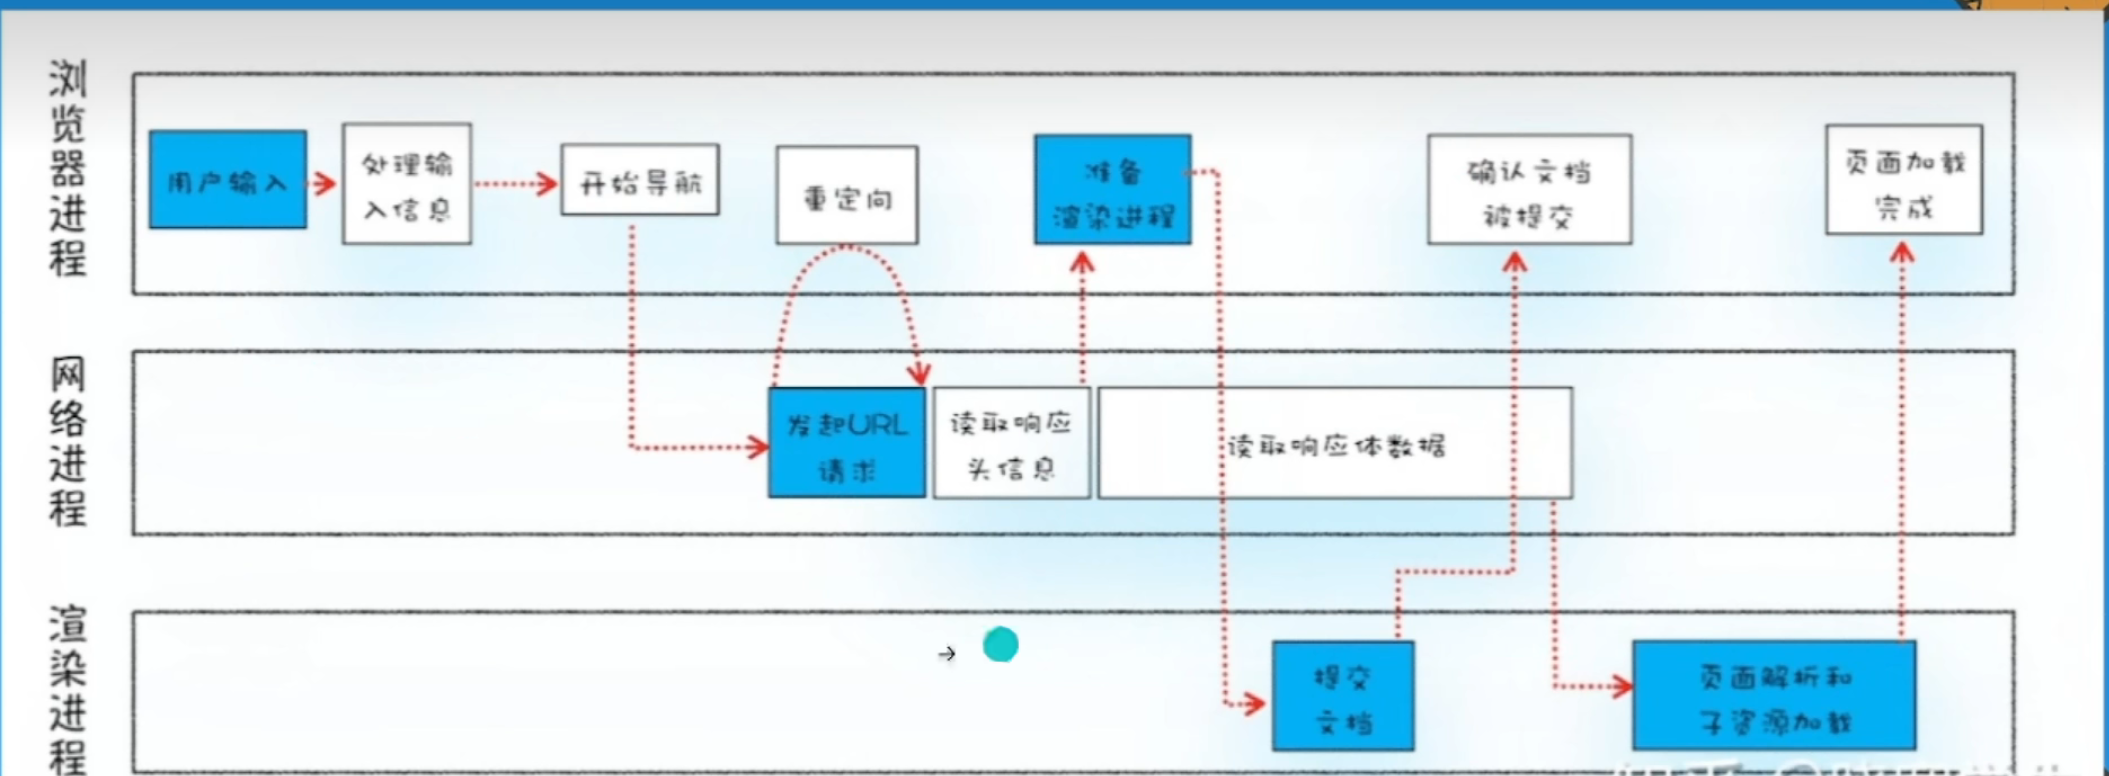 浏览器进程
用户输入
处理输
入信息
开始导航
重定向
准备
渲染进程
确认文档
被提交
页面加载
完成
网络进程
发起URL
请求
读取响应
头信息
读取响应体数据
渲染进程
提交
文档
页面解析和
子资源加载